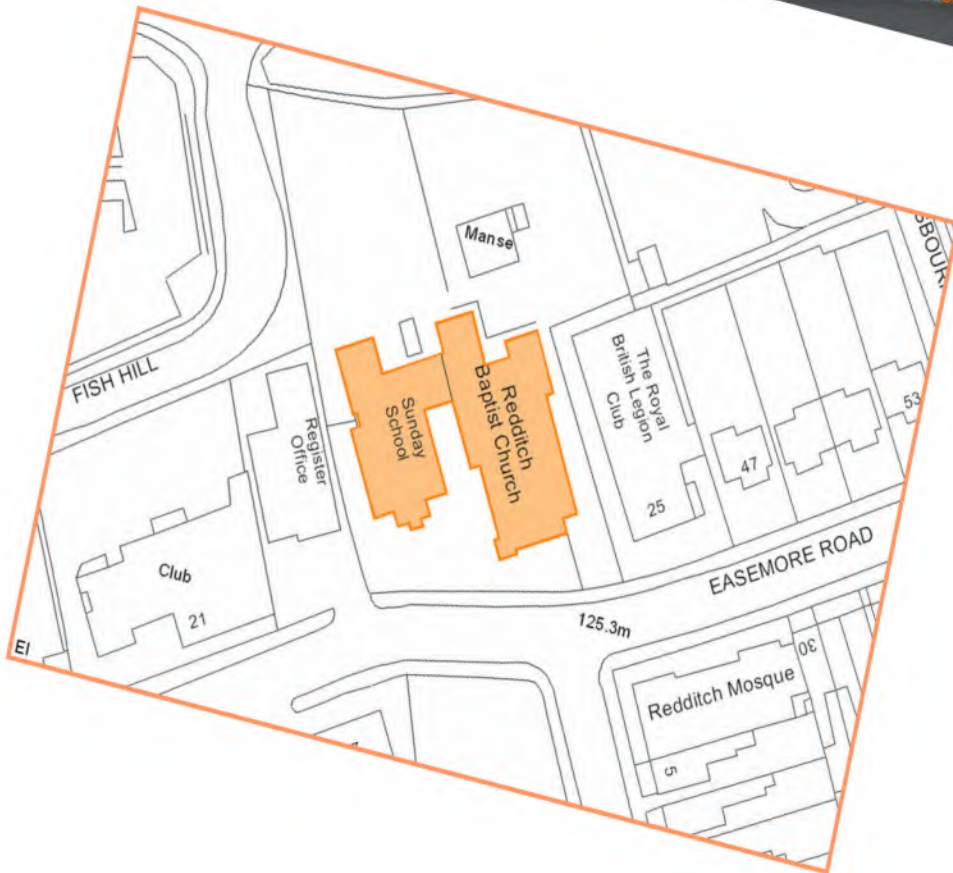 Manse
SBOUR
FISH HILL
The Royal
British Legion
Club
25
Redditch
Baptist Church
Sunday
School
Register
Office
53
47
Club
21
EASEMORE ROAD
125.3m
El
30
Redditch Mosque
5